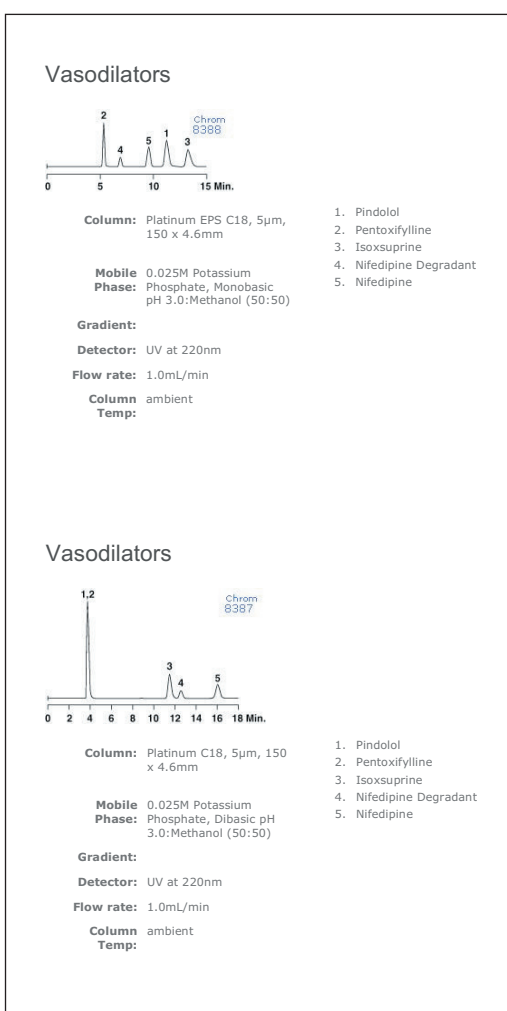 Vasodilators
2
4
5
1
3
Chrom
8388
0 5 10 15 Min.
Column: Platinum EPS C18, 5µm,
150 x 4.6mm
Mobile Phase: 0.025M Potassium
Phosphate, Monobasic
pH 3.0:Methanol (50:50)
Gradient:
Detector: UV at 220nm
Flow rate: 1.0mL/min
Column Temp: ambient
1. Pindolol
2. Pentoxifylline
3. Isoxsuprine
4. Nifedipine Degradant
5. Nifedipine
Vasodilators
1,2
3
4
5
Chrom
8387
0 2 4 6 8 10 12 14 16 18 Min.
Column: Platinum C18, 5µm, 150
x 4.6mm
Mobile Phase: 0.025M Potassium
Phosphate, Dibasic pH
3.0:Methanol (50:50)
Gradient:
Detector: UV at 220nm
Flow rate: 1.0mL/min
Column Temp: ambient
1. Pindolol
2. Pentoxifylline
3. Isoxsuprine
4. Nifedipine Degradant
5. Nifedipine